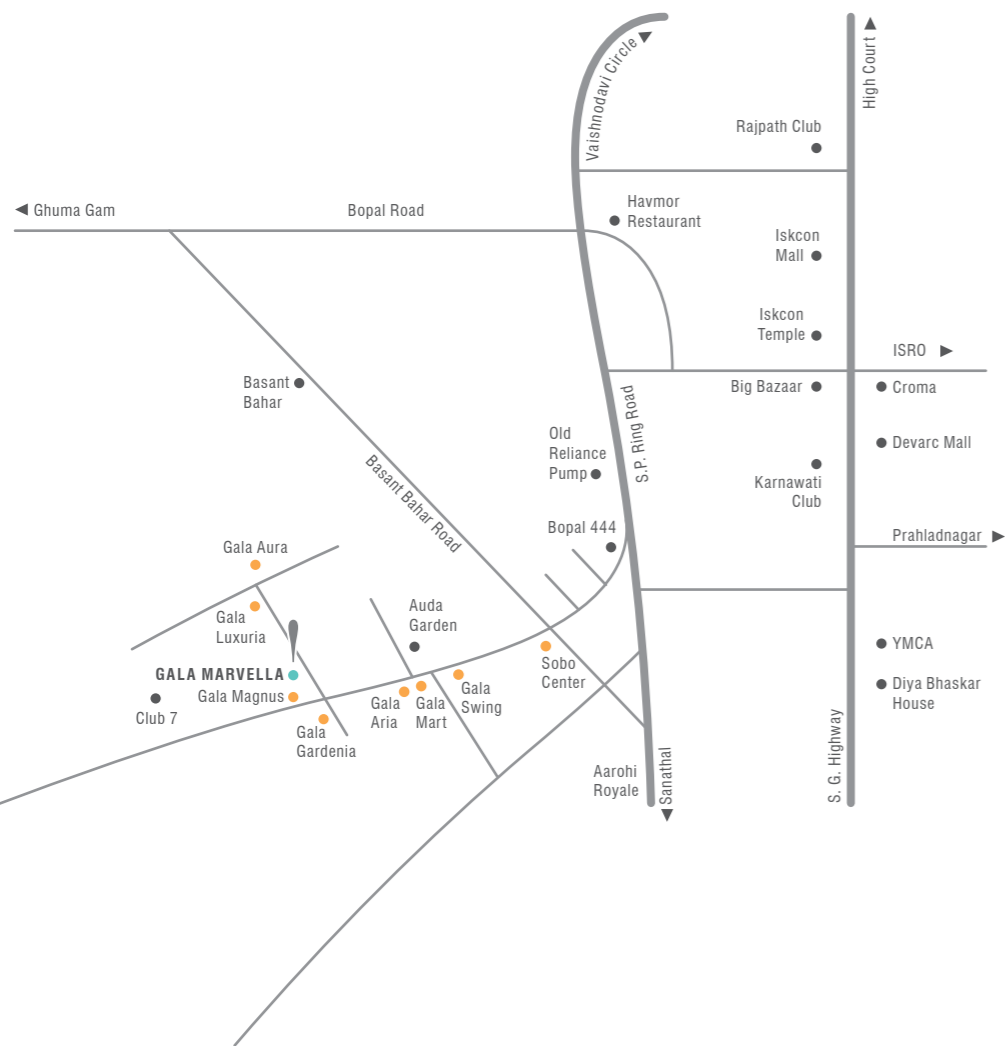 High Court
Vaishnodavi Circle
Rajpath Club
Ghuma Gam
Bopal Road
Havmor
Restaurant
Iskcon
Mall
Iskcon
Temple
ISRO
Basant
Bahar
Big Bazaar
Croma
S.P. Ring Road
Old
Reliance
Pump
Devarc Mall
Basant Bahar Road
Karnawati
Club
Bopal 444
Prahladnagar
Gala Aura
Gala
Luxuria
Auda
Garden
YMCA
GALA MARVELLA
Gala Magnus
Club 7
Gala
Gardenia
Gala
Aria
Gala
Mart
Gala
Swing
Sobo
Center
Diya Bhaskar
House
Aarohi
Royale
Sanathal
S. G. Highway